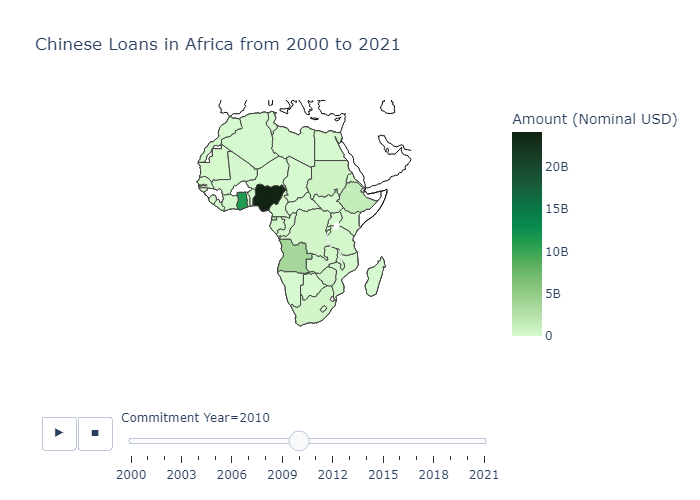 Chinese Loans in Africa from 2000 to 2021
Amount (Nominal USD)
20B
15B
10B
5B
0
Commitment Year=2010
2000 2003 2006 2009 2012 2015 2018 2021